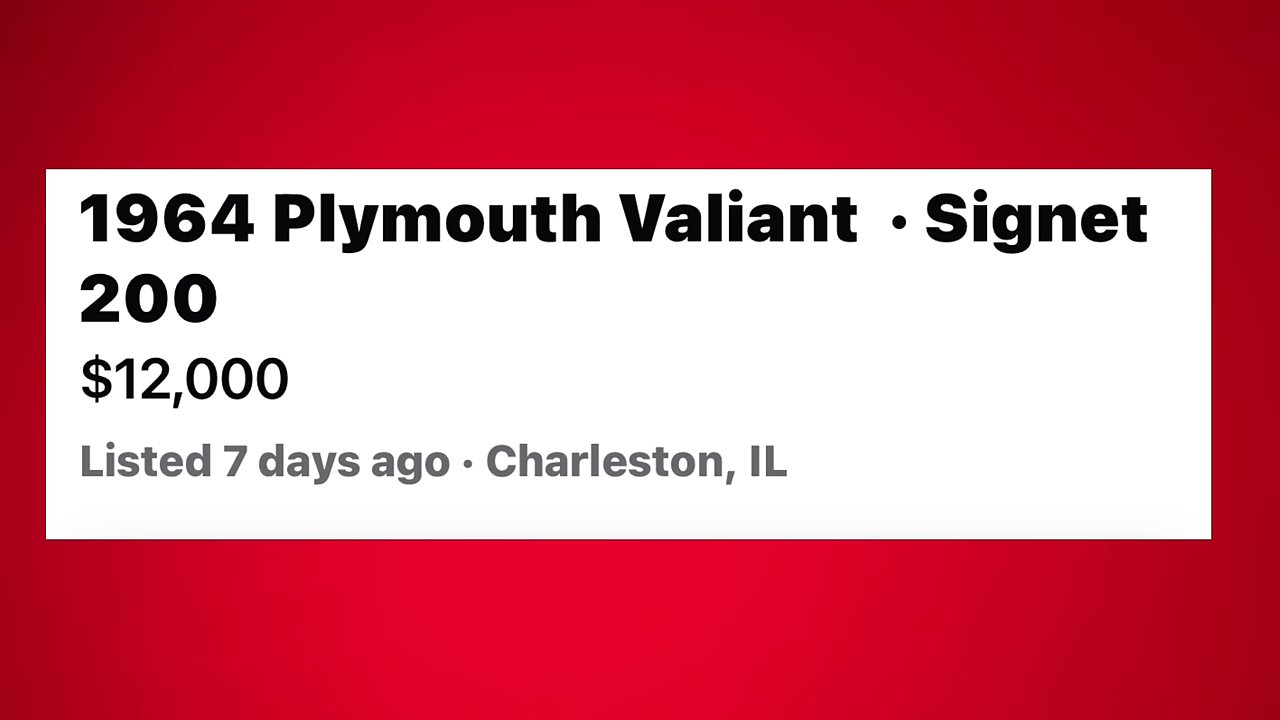 1964 Plymouth Valiant · Signet
200
$12,000
Listed 7 days ago · Charleston, IL